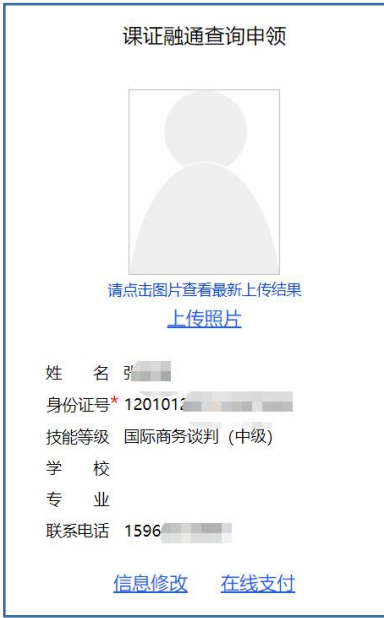 课证融通查询申领
请点击图片查看最新上传结果
上传照片
姓 名
身份证号* 120101
技能等级 国际商务谈判（中级）
学 校
专 业
联系电话 1596
信息修改 在线支付